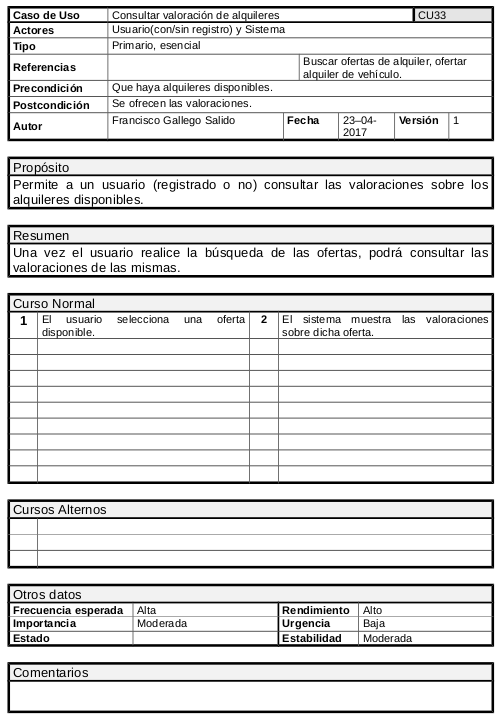 Caso de Uso Consultar valoración de alquileres CU33
Actores Usuario(con/sin registro) y Sistema
Tipo Primario, esencial
Referencias Buscar ofertas de alquiler, ofertar
alquiler de vehículo.
Precondición Que haya alquileres disponibles.
Postcondición Se ofrecen las valoraciones.
Autor Francisco Gallego Salido Fecha 23–04-
2017 Versión 1
Propósito
Permite a un usuario (registrado o no) consultar las valoraciones sobre los
alquileres disponibles.
Resumen
Una vez el usuario realice la búsqueda de las ofertas, podrá consultar las
valoraciones de las mismas.
Curso Normal
1 El usuario selecciona una oferta
disponible.
2 El sistema muestra las valoraciones
sobre dicha oferta.
Cursos Alternos
Otros datos
Frecuencia esperada Alta Rendimiento Alto
Importancia Moderada Urgencia Baja
Estado Estabilidad Moderada
Comentarios